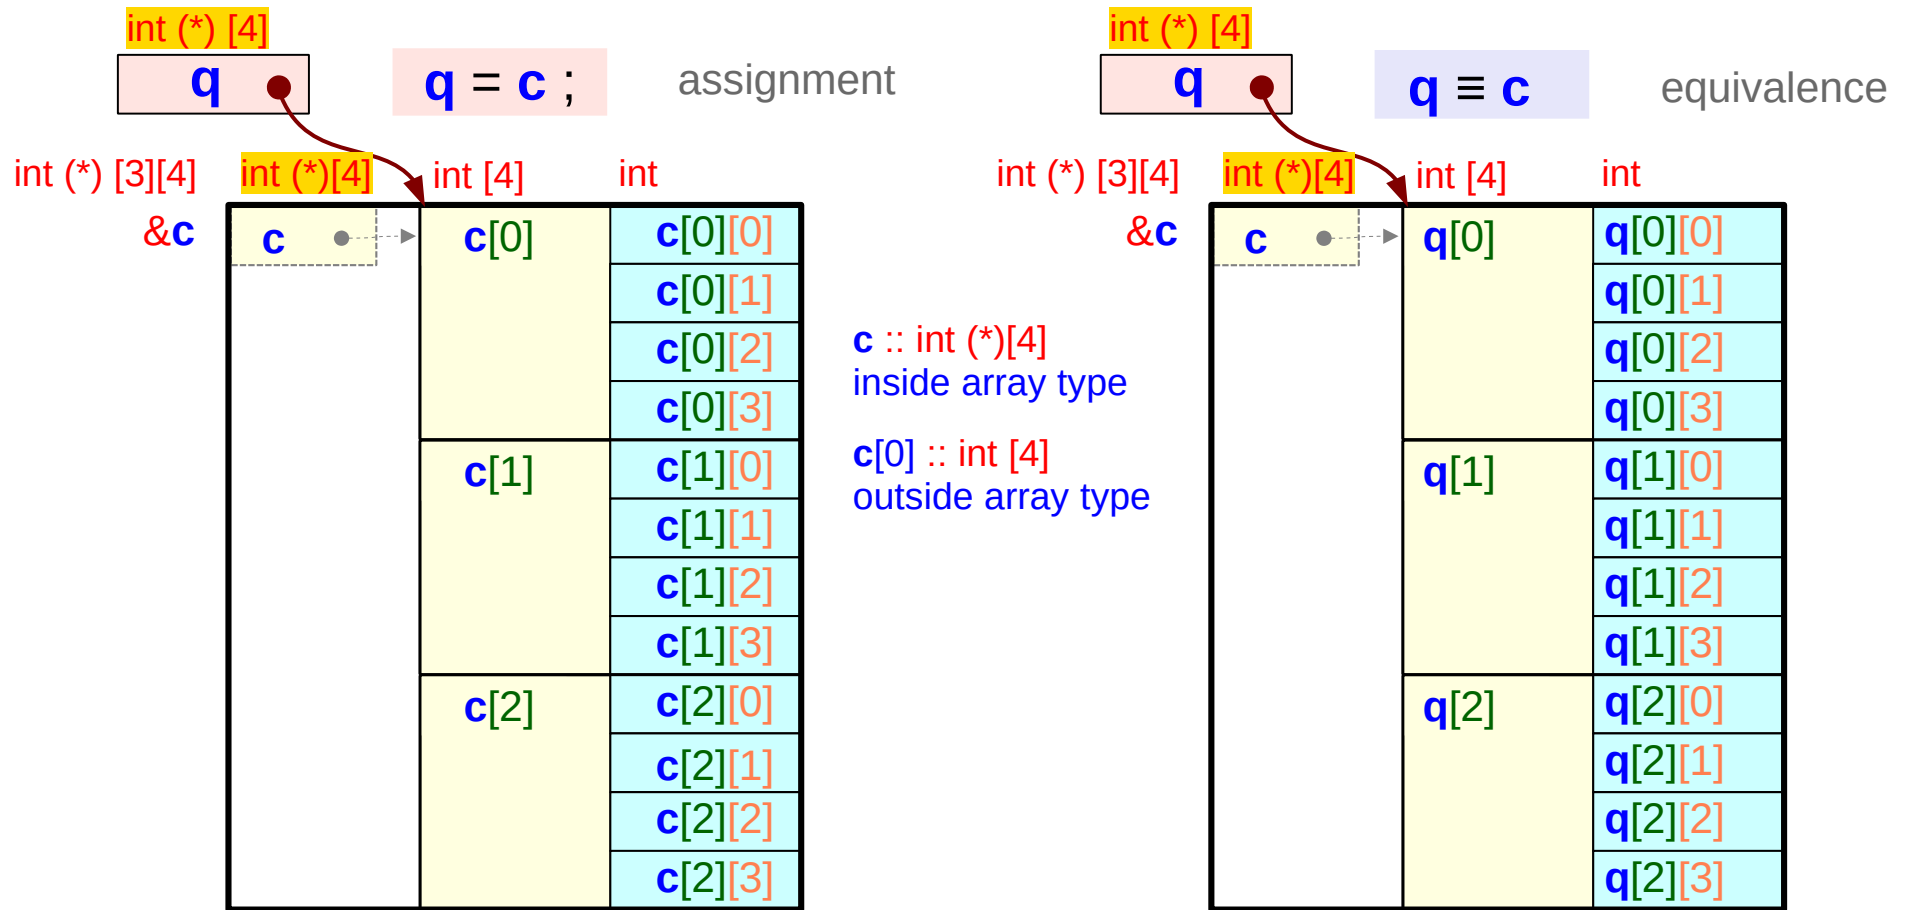 int (*) [4]
q
q = c ;
assignment
int (*) [3][4]
int (*)[4]
int [4]
int
&c
c
c[0]
c[0][0]
c[0][1]
c[0][2]
c[0][3]
c[1]
c[1][0]
c[1][1]
c[1][2]
c[1][3]
c[2]
c[2][0]
c[2][1]
c[2][2]
c[2][3]
c :: int (*)[4]
inside array type
c[0] :: int [4]
outside array type
int (*) [4]
q
q ≡ c
equivalence
int (*) [3][4]
int (*)[4]
int [4]
int
&c
c
q[0]
q[0][0]
q[0][1]
q[0][2]
q[0][3]
q[1]
q[1][0]
q[1][1]
q[1][2]
q[1][3]
q[2]
q[2][0]
q[2][1]
q[2][2]
q[2][3]